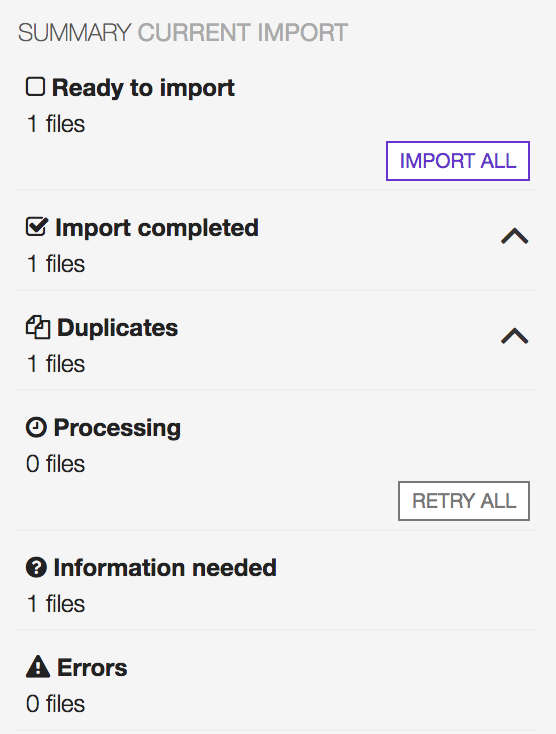 SUMMARY CURRENT IMPORT
Ready to import
1 files
IMPORT ALL
Import completed
1 files
Duplicates
1 files
Processing
0 files
RETRY ALL
Information needed
1 files
Errors
0 files